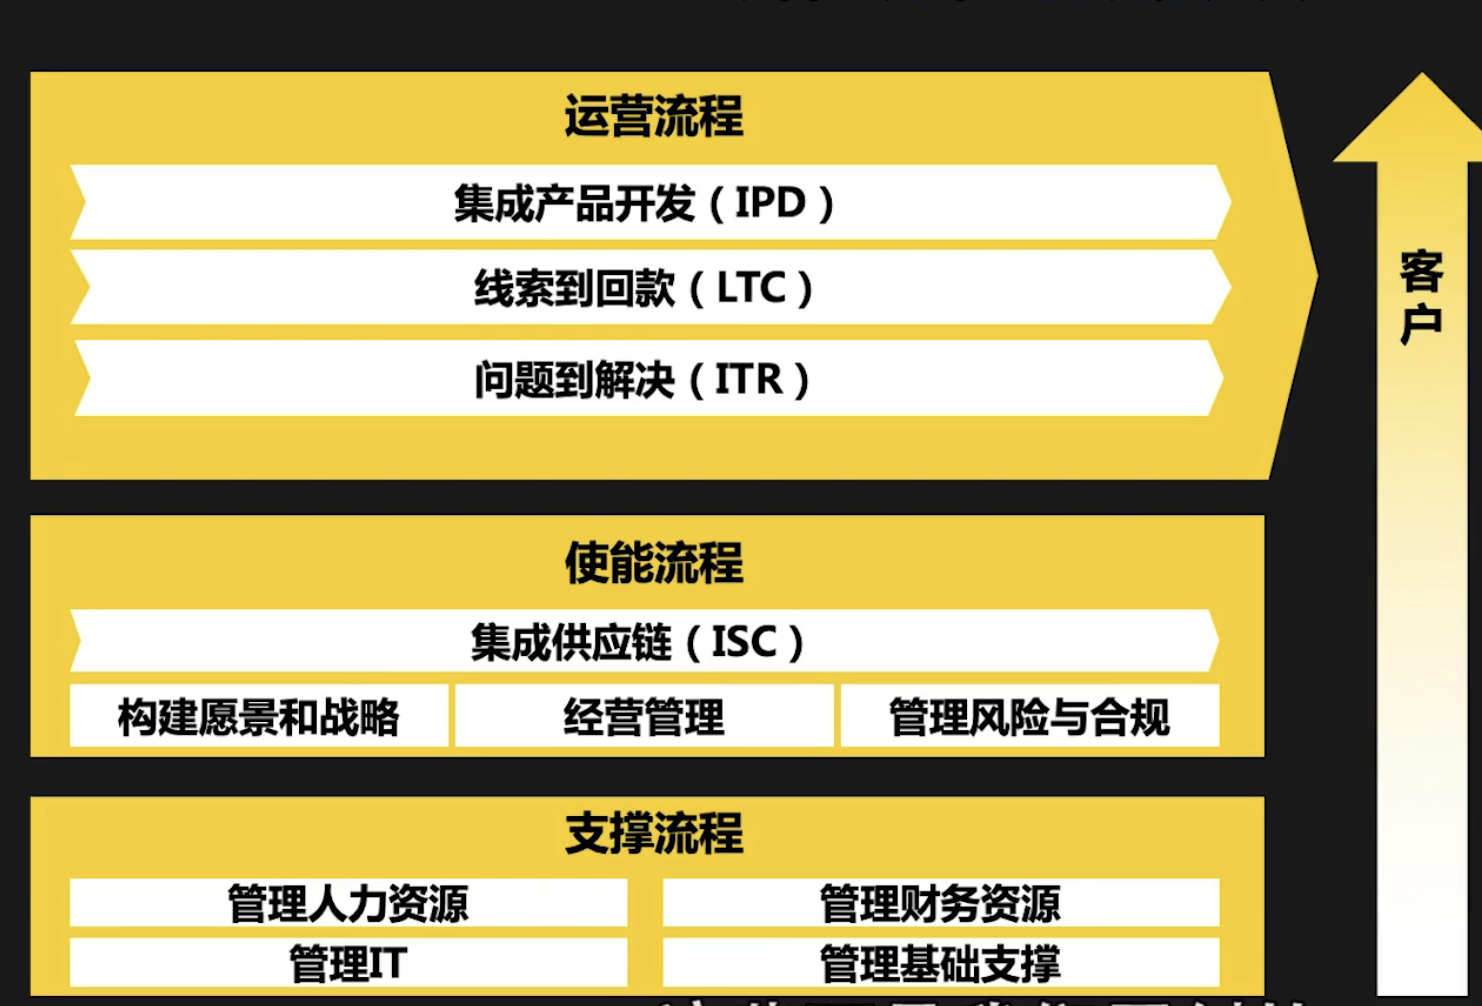 运营流程
集成产品开发（IPD）
线索到回款（LTC）
问题到解决（ITR）
客户
使能流程
集成供应链（ISC）
构建愿景和战略
经营管理
管理风险与合规
支撑流程
管理人力资源
管理财务资源
管理IT
管理基础支撑